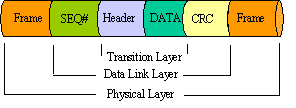 Frame SEQ# Header DATA CRC Frame
Transition Layer
Data Link Layer
Physical Layer